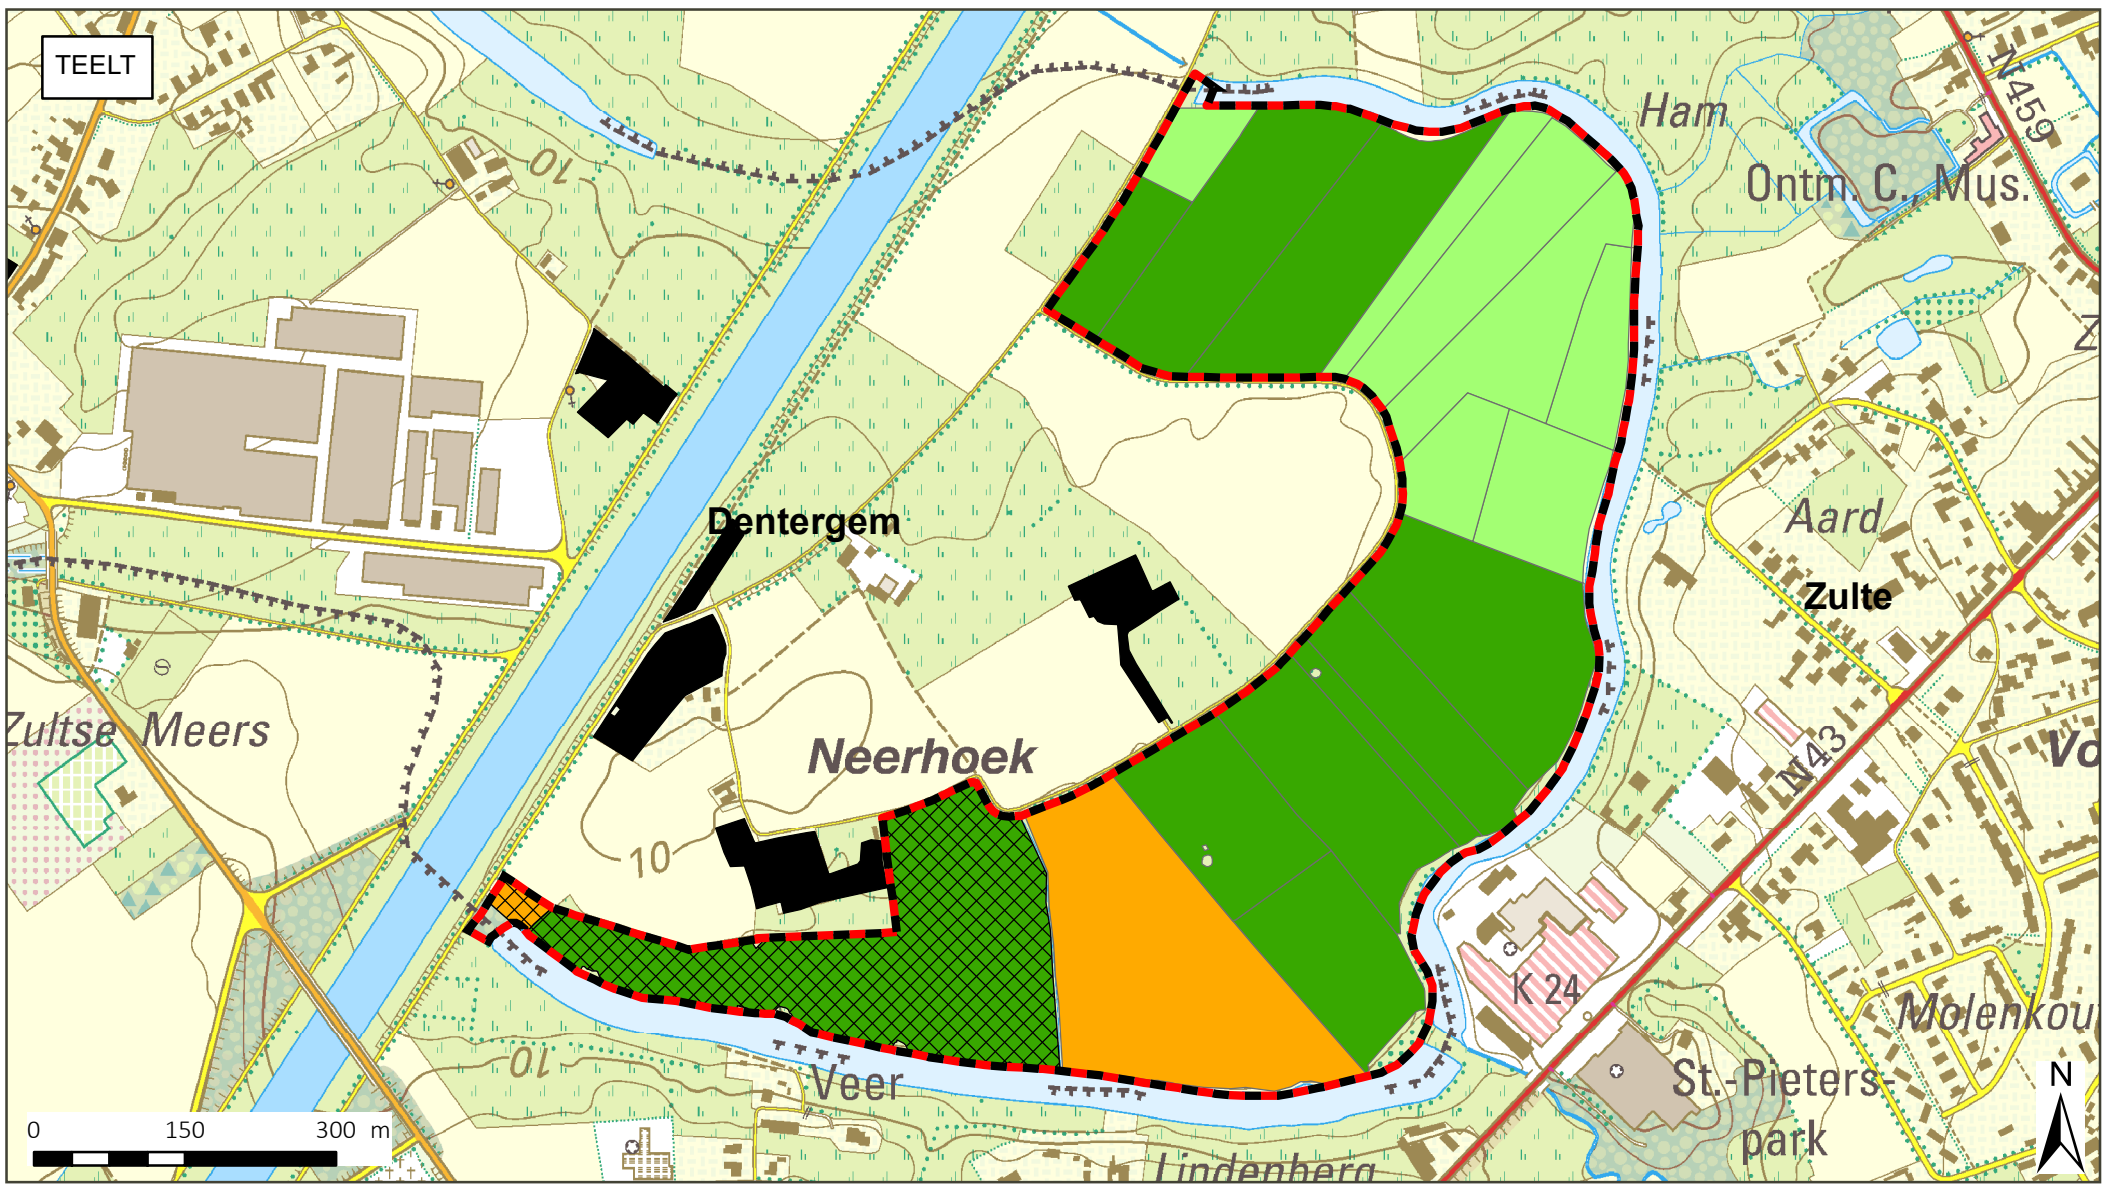 TEELT
N459
Ham
Ontm. C., Mus.
10
Z
Dentergem
Aard
Zulte
Zultse Meers
Neerhoek
N43
Vo
10
K 24
Molenkou
10
Veer
St.-Pieters-
park
N
0 150 300 m
Lindenberg